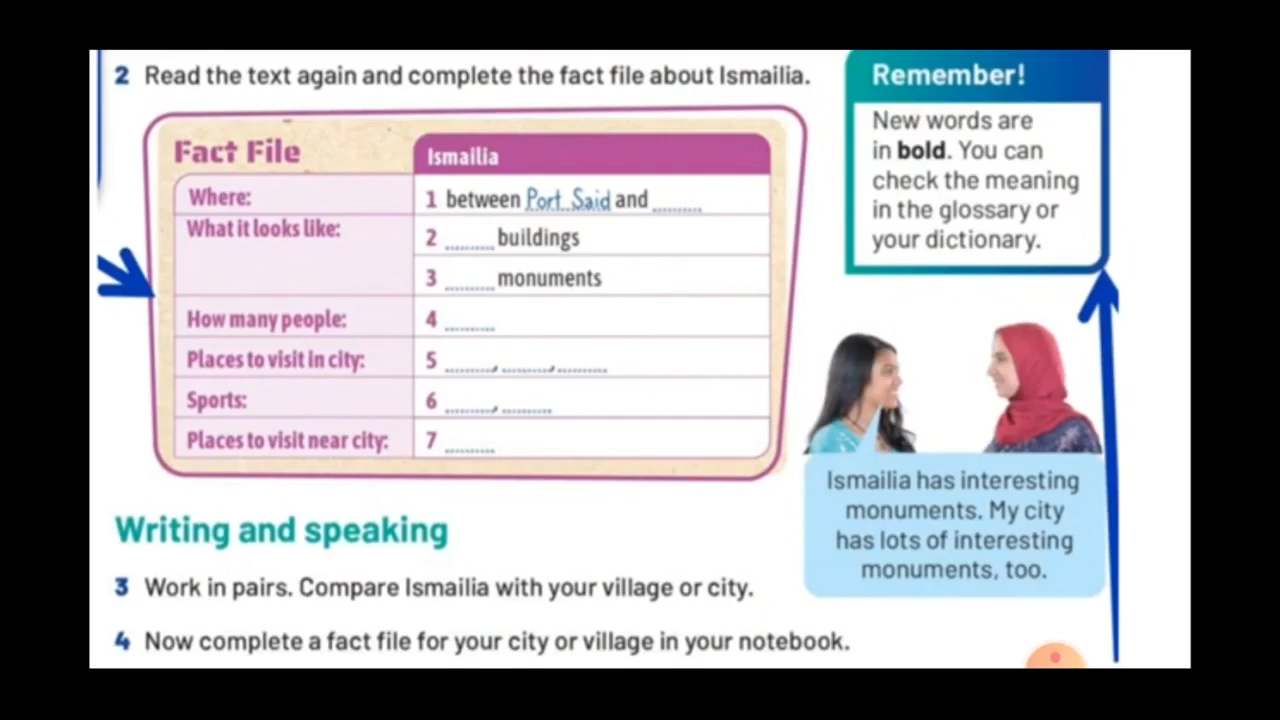 2 Read the text again and complete the fact file about Ismailia.
Fact File
Ismailia
Where:
1 between Port Said and ........
What it looks like:
2 ........ buildings
3 ........ monuments
How many people:
4 ........
Places to visit in city:
5 ........, ........, ........
Sports:
6 ........, ........
Places to visit near city:
7 ........
Remember!
New words are
in bold. You can
check the meaning
in the glossary or
your dictionary.
Ismailia has interesting
monuments. My city
has lots of interesting
monuments, too.
Writing and speaking
3 Work in pairs. Compare Ismailia with your village or city.
4 Now complete a fact file for your city or village in your notebook.